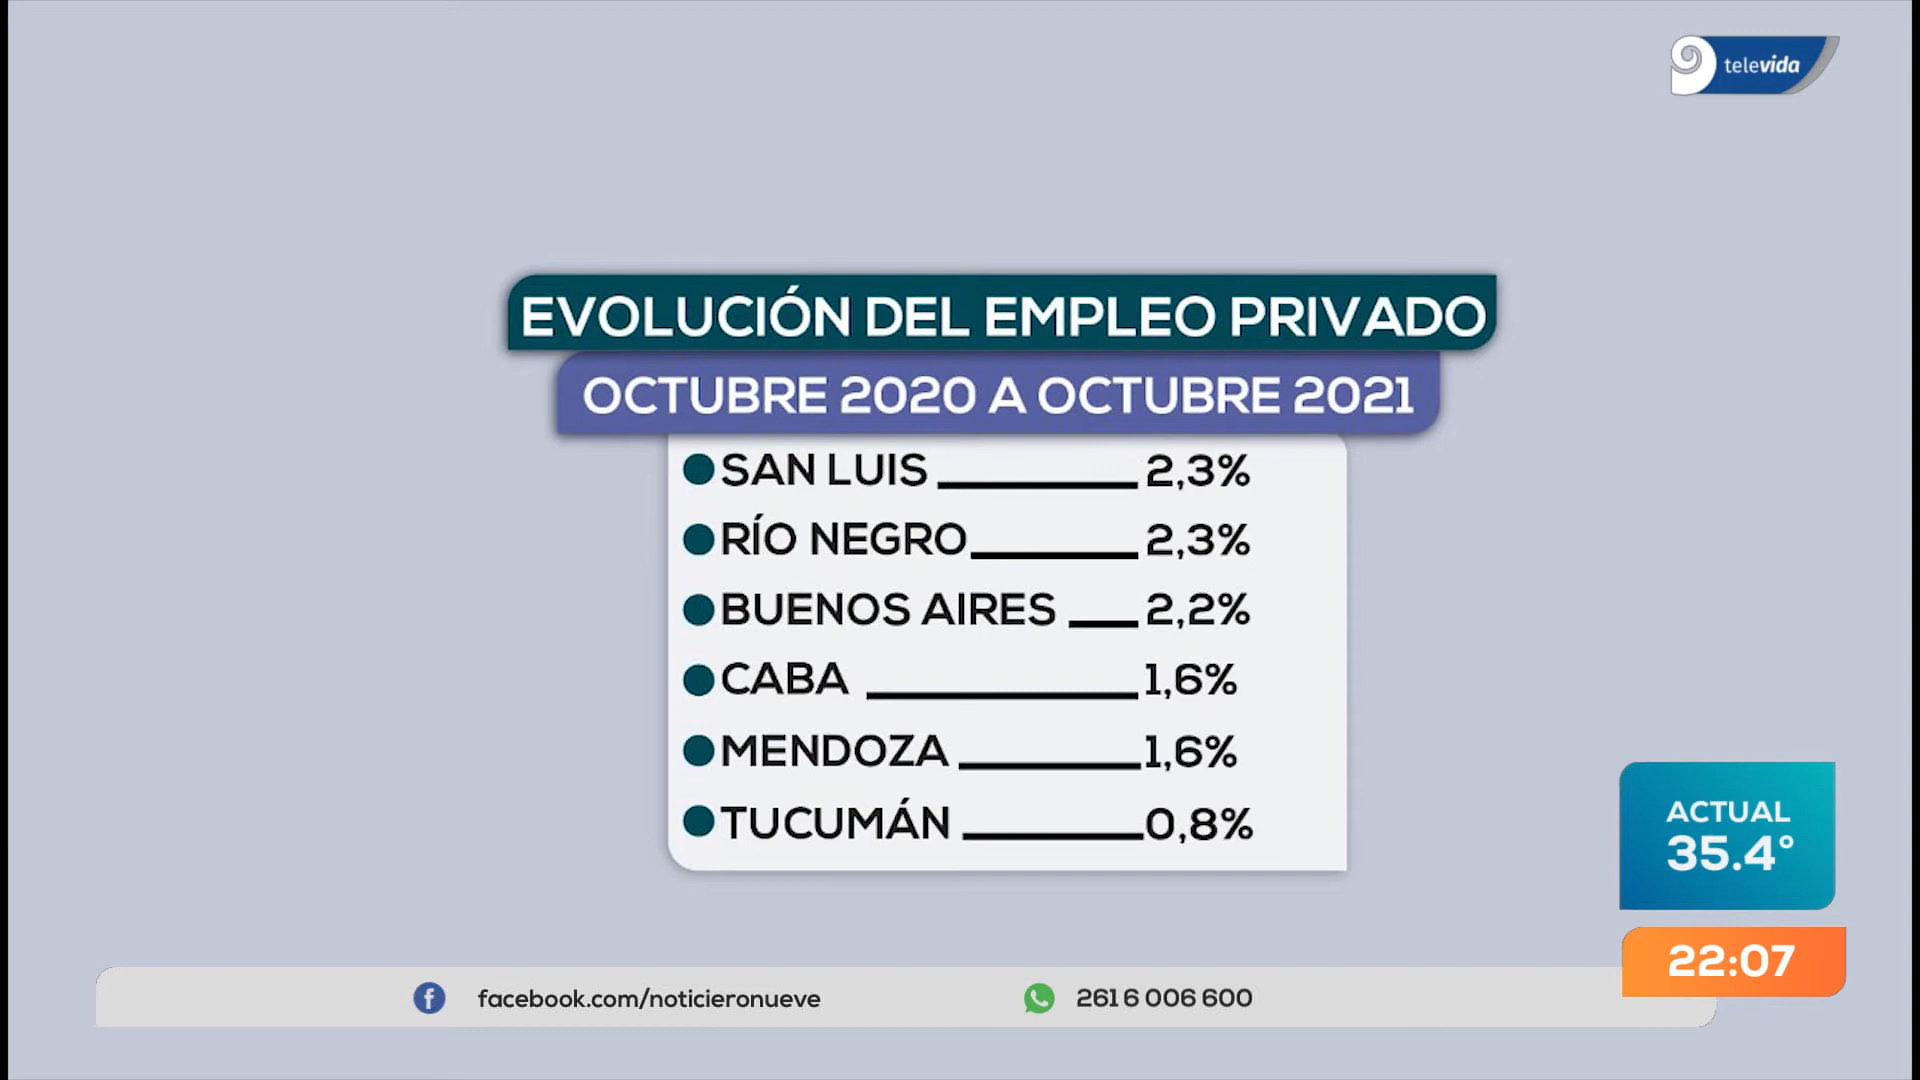 televida
EVOLUCIÓN DEL EMPLEO PRIVADO
OCTUBRE 2020 A OCTUBRE 2021
SAN LUIS 2,3%
RÍO NEGRO 2,3%
BUENOS AIRES 2,2%
CABA 1,6%
MENDOZA 1,6%
TUCUMÁN 0,8%
ACTUAL
35.4°
22:07
facebook.com/noticieronueve
261 6 006 600